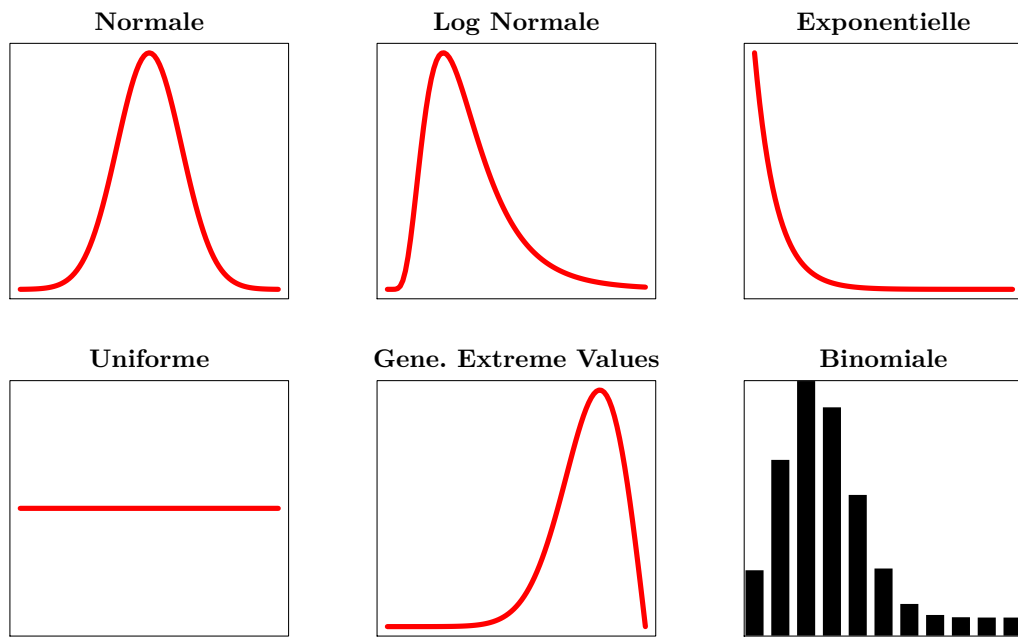 Normale
Log Normale
Exponentielle
Uniforme
Gene. Extreme Values
Binomiale